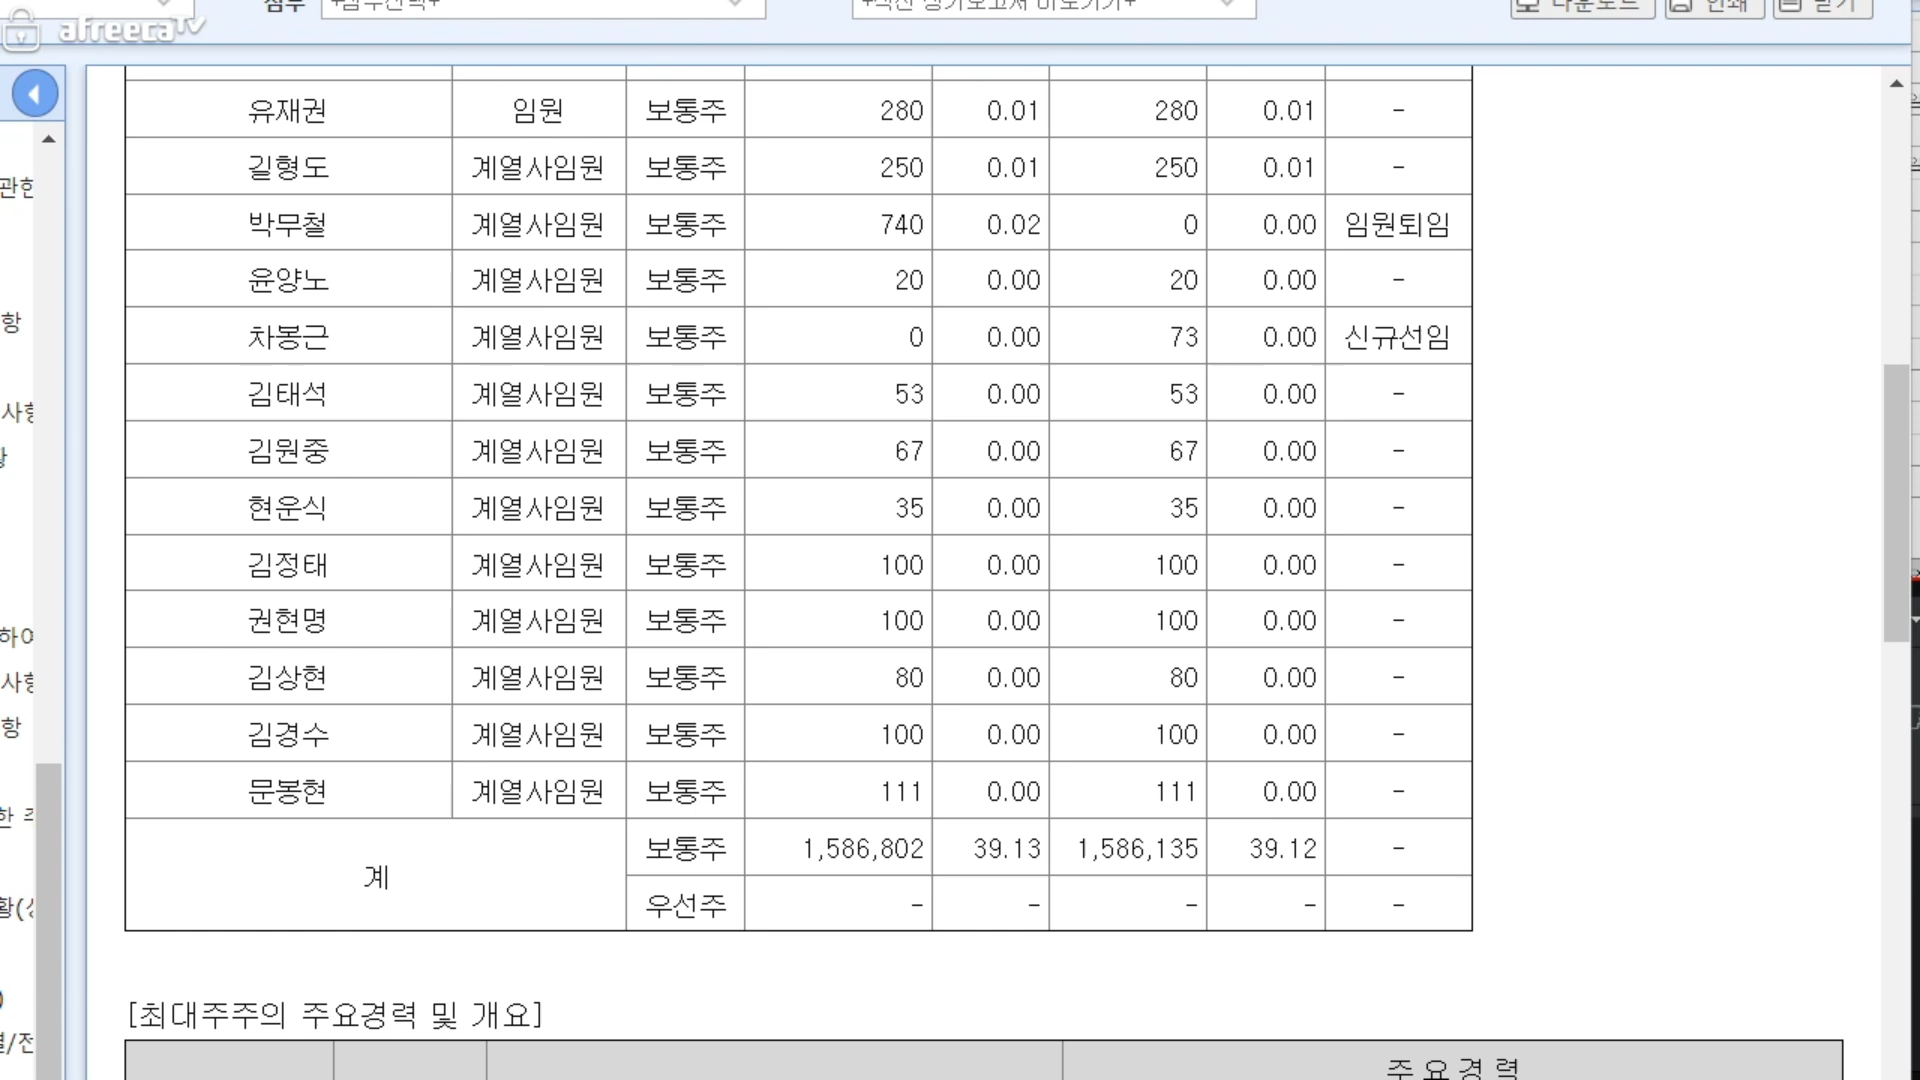 afreecaTV
유재권 임원 보통주 280 0.01 280 0.01 -
길형도 계열사임원 보통주 250 0.01 250 0.01 -
박무철 계열사임원 보통주 740 0.02 0 0.00 임원퇴임
윤양노 계열사임원 보통주 20 0.00 20 0.00 -
차봉근 계열사임원 보통주 0 0.00 73 0.00 신규선임
김태석 계열사임원 보통주 53 0.00 53 0.00 -
김원중 계열사임원 보통주 67 0.00 67 0.00 -
현운식 계열사임원 보통주 35 0.00 35 0.00 -
김정태 계열사임원 보통주 100 0.00 100 0.00 -
권현명 계열사임원 보통주 100 0.00 100 0.00 -
김상현 계열사임원 보통주 80 0.00 80 0.00 -
김경수 계열사임원 보통주 100 0.00 100 0.00 -
문봉현 계열사임원 보통주 111 0.00 111 0.00 -
계 보통주 1,586,802 39.13 1,586,135 39.12 -
우선주 - - - - -
[최대주주의 주요경력 및 개요]
주요경력